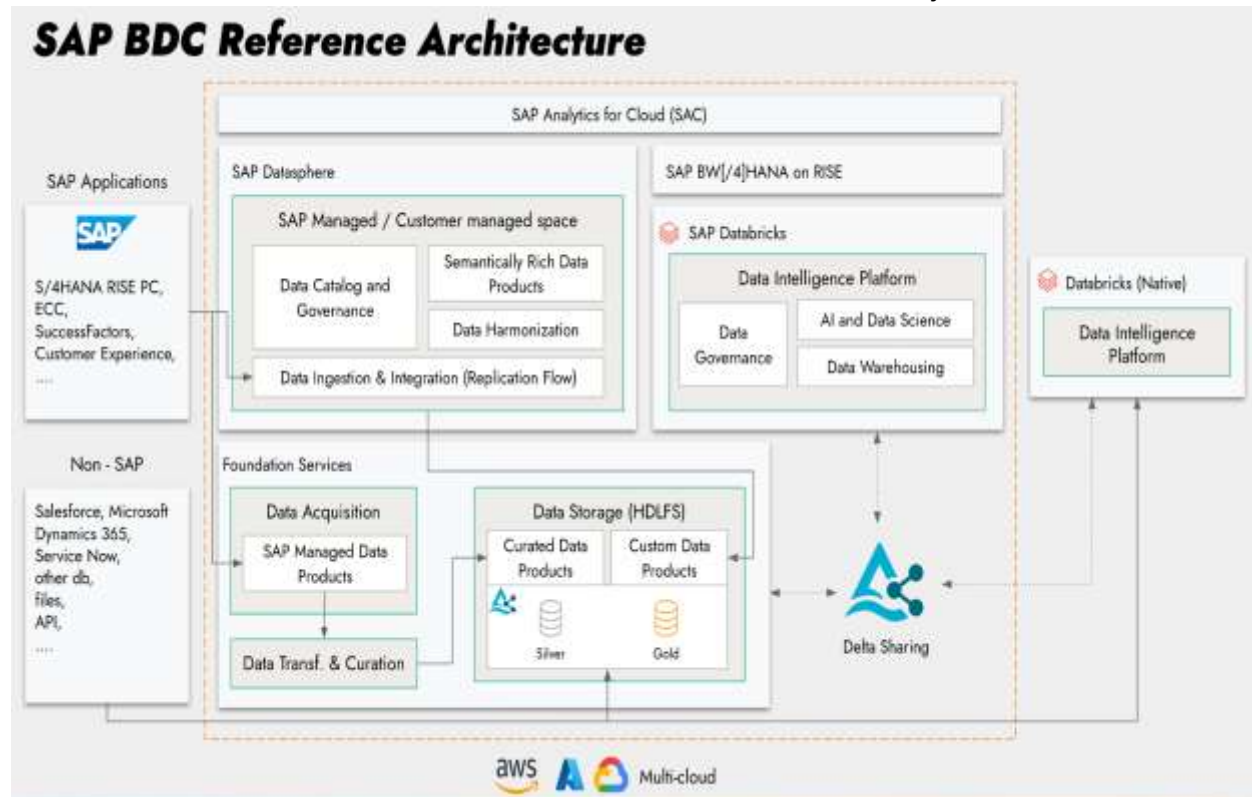 SAP BDC Reference Architecture
SAP Analytics for Cloud (SAC)
SAP Applications
SAP
S/4HANA RISE PC,
ECC,
SuccessFactors,
Customer Experience,
....
Non - SAP
Salesforce, Microsoft
Dynamics 365,
Service Now,
other db,
files,
API,
....
SAP Datasphere
SAP Managed / Customer managed space
Data Catalog and
Governance
Semantically Rich Data
Products
Data Harmonization
Data Ingestion & Integration (Replication Flow)
SAP BW[/4]HANA on RISE
SAP Databricks
Data Intelligence Platform
Data
Governance
AI and Data Science
Data Warehousing
Databricks (Native)
Data Intelligence
Platform
Foundation Services
Data Acquisition
SAP Managed Data
Products
Data Transf. & Curation
Data Storage (HDLFS)
Curated Data
Products
Custom Data
Products
Silver
Gold
Delta Sharing
aws
Multi-cloud